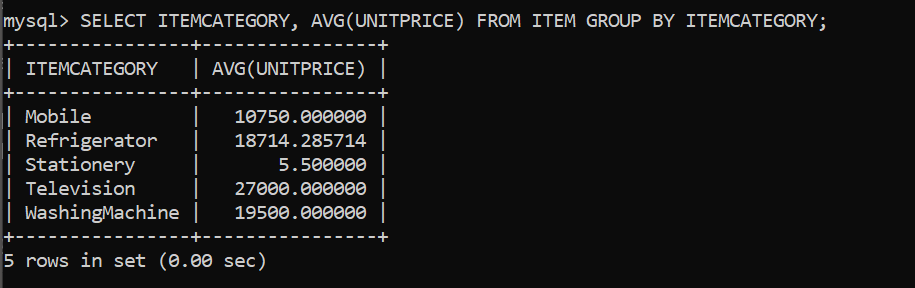 mysql> SELECT ITEMCATEGORY, AVG(UNITPRICE) FROM ITEM GROUP BY ITEMCATEGORY;
+----------------+----------------+
| ITEMCATEGORY   | AVG(UNITPRICE) |
+----------------+----------------+
| Mobile         |   10750.000000 |
| Refrigerator   |   18714.285714 |
| Stationery     |       5.500000 |
| Television     |   27000.000000 |
| WashingMachine |   19500.000000 |
+----------------+----------------+
5 rows in set (0.00 sec)